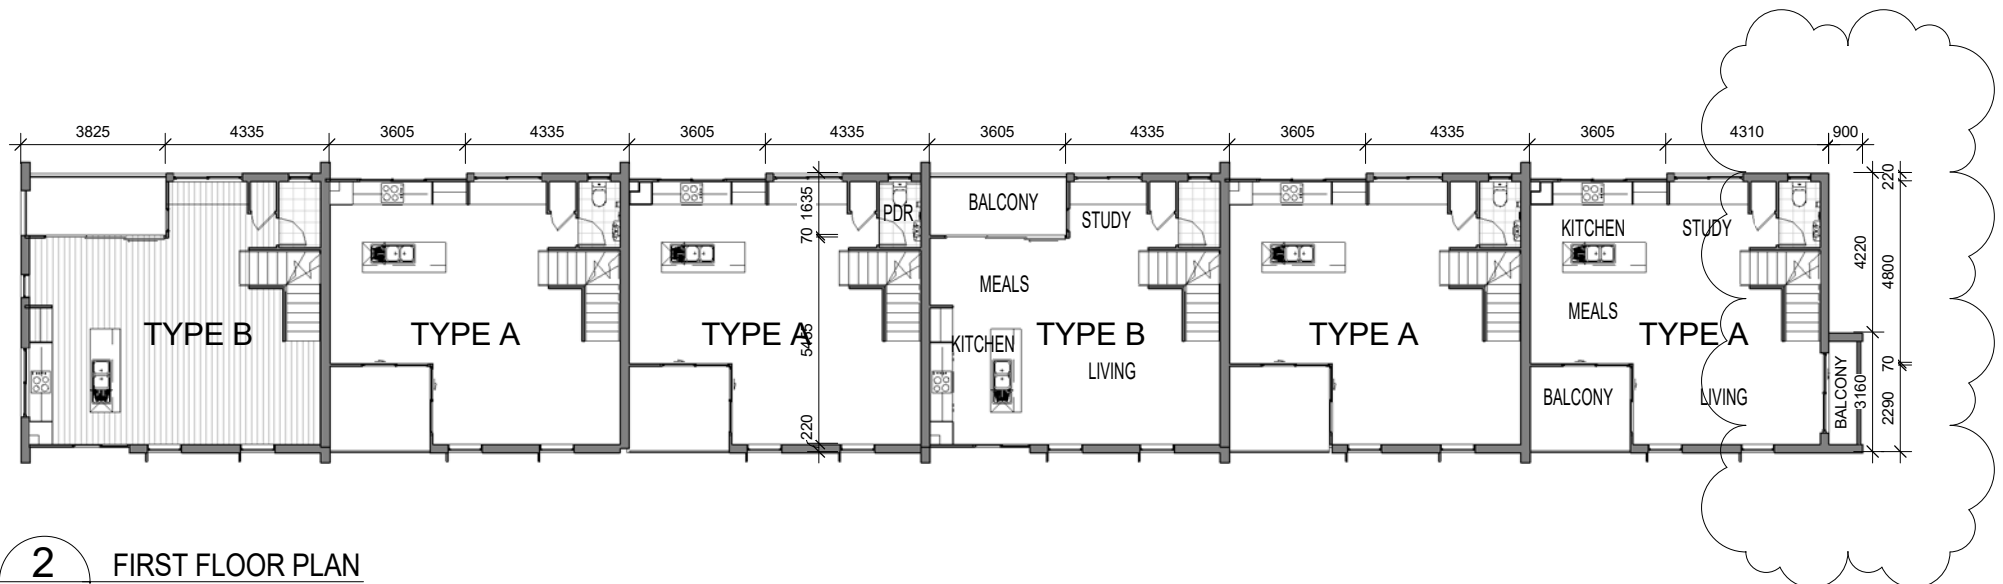 3825 4335 3605 4335 3605 4335 3605 4335 3605 4335 3605 4310 900
220
1635
PDR
BALCONY
STUDY
KITCHEN
STUDY
70
4220
4800
MEALS
MEALS
TYPE B
TYPE A
TYPE A
5455
KITCHEN
TYPE B
TYPE A
TYPE A
LIVING
70
BALCONY
3160
BALCONY
LIVING
2290
220
2
FIRST FLOOR PLAN